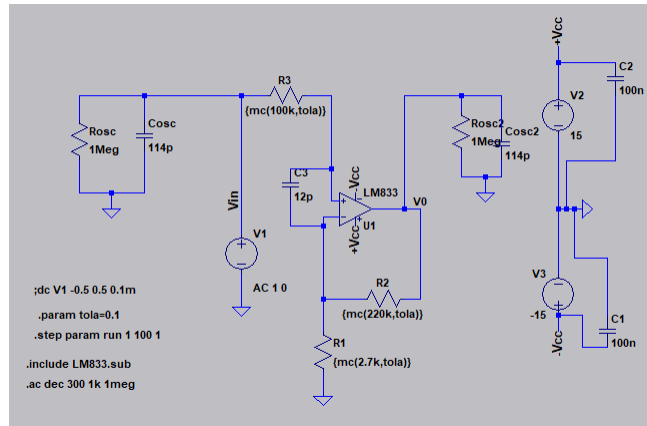 +Vcc
C2
100n
V2
15
R3
{mc(100k,tola)}
Rosc
1Meg
Cosc
114p
Rosc2
1Meg
Cosc2
114p
C3
12p
-Vcc
LM833
U1
+Vcc
V0
Vin
V1
AC 1 0
R2
{mc(220k,tola)}
R1
{mc(2.7k,tola)}
V3
-15
-Vcc
C1
100n
;dc V1 -0.5 0.5 0.1m
.param tola=0.1
.step param run 1 100 1
.include LM833.sub
.ac dec 300 1k 1meg